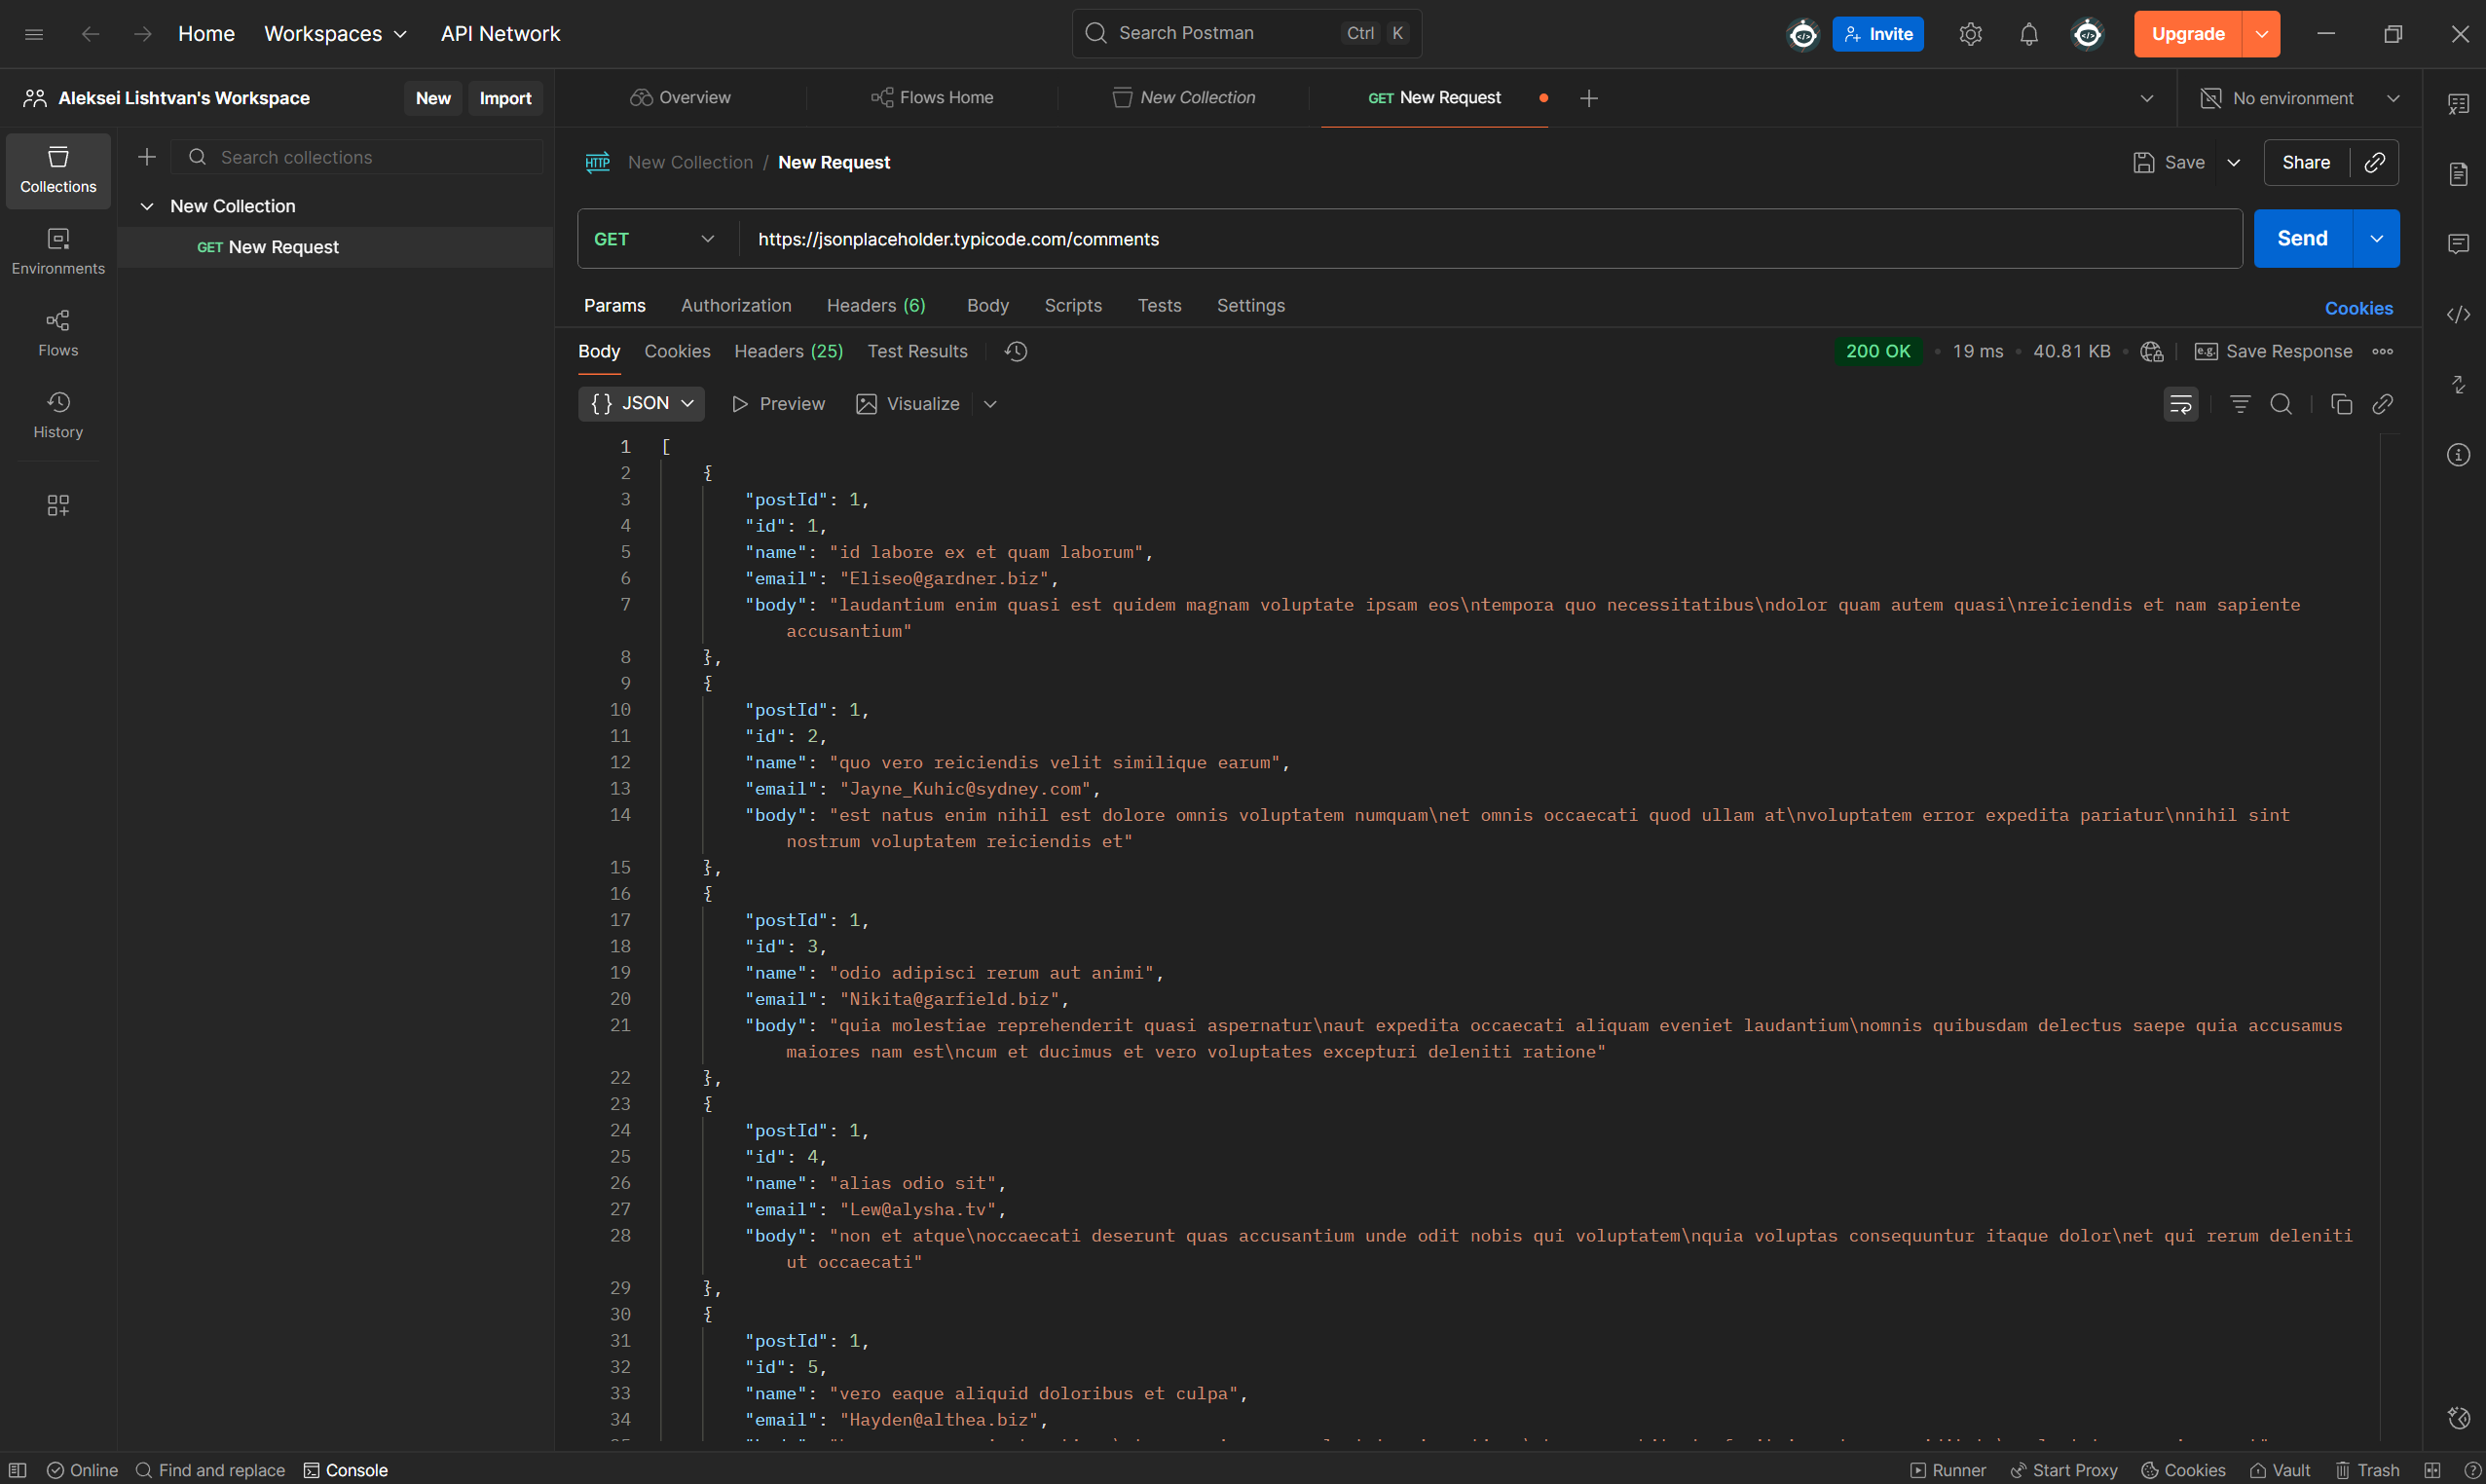 Home Workspaces API Network
Search Postman Ctrl K
Invite Upgrade
Aleksei Lishtvan's Workspace New Import
Overview Flows Home New Collection GET New Request No environment
Collections
Environments
Flows
History
Search collections
New Collection
GET New Request
HTTP New Collection / New Request
Save Share
GET https://jsonplaceholder.typicode.com/comments Send
Params Authorization Headers (6) Body Scripts Tests Settings Cookies
Body Cookies Headers (25) Test Results 200 OK • 19 ms • 40.81 KB • e.g. Save Response
{} JSON Preview Visualize
1 [
2 {
3 "postId": 1,
4 "id": 1,
5 "name": "id labore ex et quam laborum",
6 "email": "Eliseo@gardner.biz",
7 "body": "laudantium enim quasi est quidem magnam voluptate ipsam eos\ntempora quo necessitatibus\ndolor quam autem quasi\nreiciendis et nam sapiente
accusantium"
8 },
9 {
10 "postId": 1,
11 "id": 2,
12 "name": "quo vero reiciendis velit similique earum",
13 "email": "Jayne_Kuhic@sydney.com",
14 "body": "est natus enim nihil est dolore omnis voluptatem numquam\net omnis occaecati quod ullam at\nvoluptatem error expedita pariatur\nnihil sint
nostrum voluptatem reiciendis et"
15 },
16 {
17 "postId": 1,
18 "id": 3,
19 "name": "odio adipisci rerum aut animi",
20 "email": "Nikita@garfield.biz",
21 "body": "quia molestiae reprehenderit quasi aspernatur\naut expedita occaecati aliquam eveniet laudantium\nomnis quibusdam delectus saepe quia accusamus
maiores nam est\ncum et ducimus et vero voluptates excepturi deleniti ratione"
22 },
23 {
24 "postId": 1,
25 "id": 4,
26 "name": "alias odio sit",
27 "email": "Lew@alysha.tv",
28 "body": "non et atque\noccaecati deserunt quas accusantium unde odit nobis qui voluptatem\nquia voluptas consequuntur itaque dolor\net qui rerum deleniti
ut occaecati"
29 },
30 {
31 "postId": 1,
32 "id": 5,
33 "name": "vero eaque aliquid doloribus et culpa",
34 "email": "Hayden@althea.biz",
Online Find and replace Console Runner Start Proxy Cookies Vault Trash